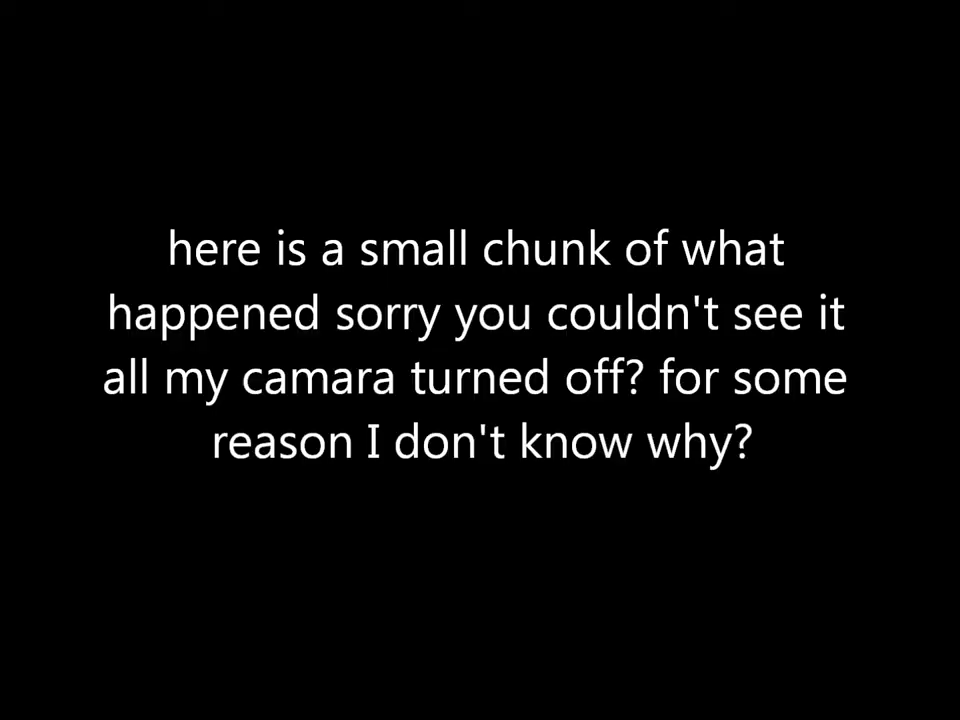 here is a small chunk of what
happened sorry you couldn't see it
all my camara turned off? for some
reason I don't know why?